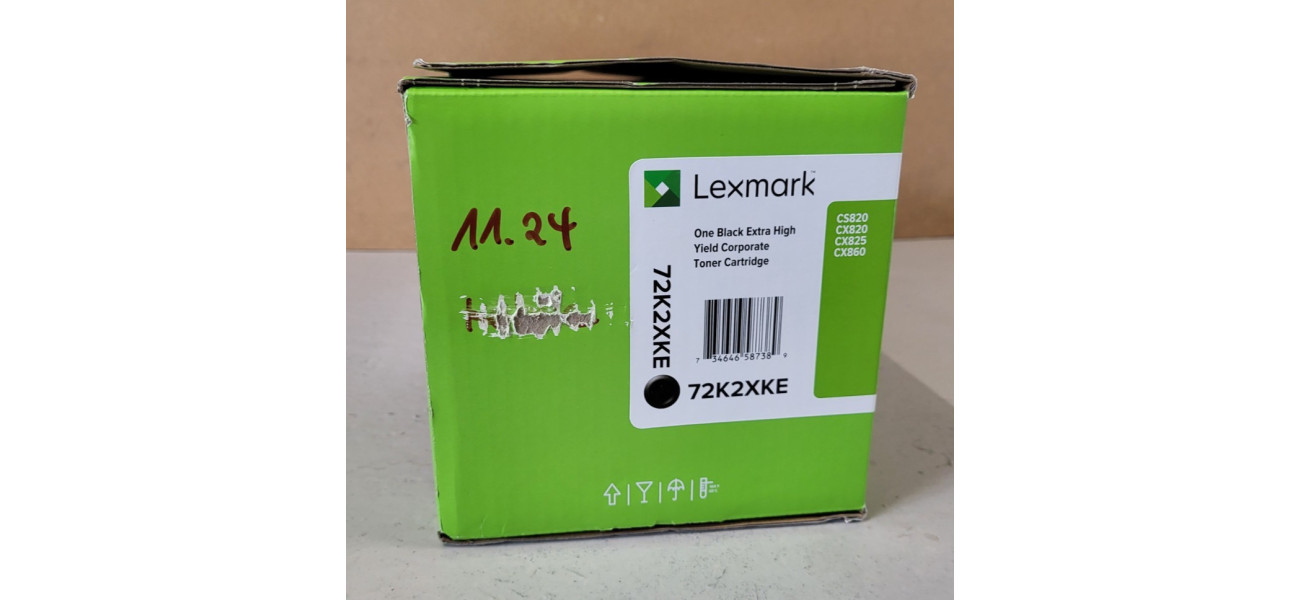 11.24
Lexmark™
One Black Extra High
Yield Corporate
Toner Cartridge
CS820
CX820
CX825
CX860
72K2XKE
7 34646 58738 9
72K2XKE